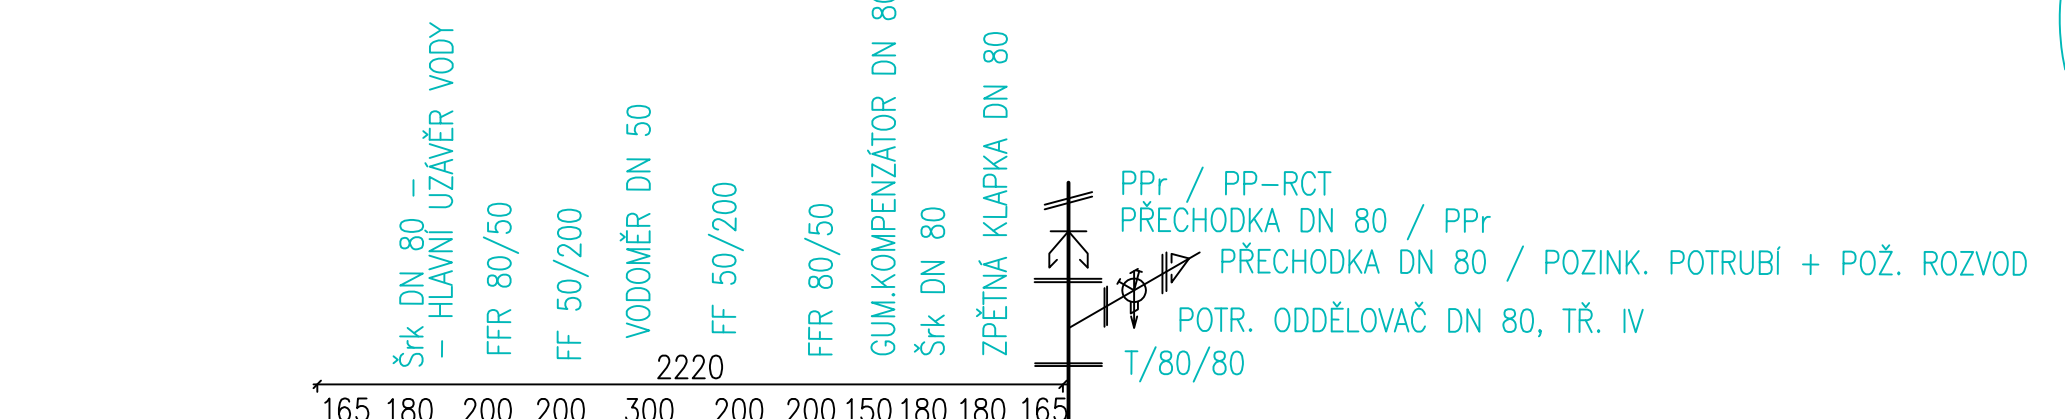 Šrk DN 80 –
– HLAVNÍ UZÁVĚR VODY
FFR 80/50
FF 50/200
VODOMĚR DN 50
FF 50/200
FFR 80/50
GUM.KOMPENZÁTOR DN 80
Šrk DN 80
ZPĚTNÁ KLAPKA DN 80
PPr / PP-RCT
PŘECHODKA DN 80 / PPr
PŘECHODKA DN 80 / POZINK. POTRUBÍ + POŽ. ROZVOD
POTR. ODDĚLOVAČ DN 80, TŘ. IV
T/80/80
2220
165 180 200 200 300 200 200 150 180 180 165